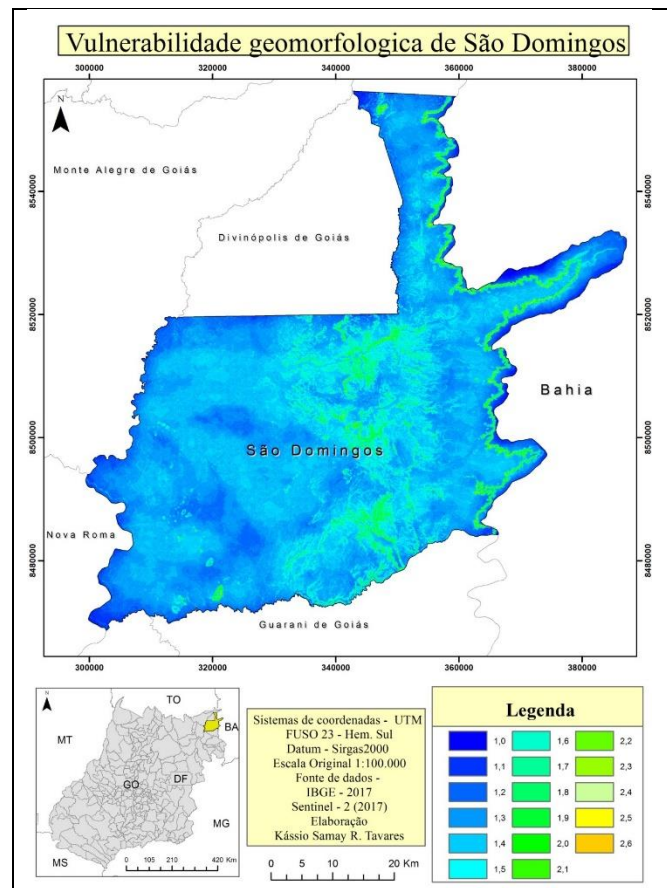 Vulnerabilidade geomorfologica de São Domingos
300000 320000 340000 360000 380000
N
Monte Alegre de Goiás
8540000 8540000
Divinópolis de Goiás
8520000 8520000
Bahia
8500000 8500000
São Domingos
Nova Roma
8480000 8480000
Guarani de Goiás
300000 320000 340000 360000 380000
N
TO
BA
MT
GO
DF
MG
MS
0 105 210 420 Km
Sistemas de coordenadas - UTM
FUSO 23 - Hem. Sul
Datum - Sirgas2000
Escala Original 1:100.000
Fonte de dados -
IBGE - 2017
Sentinel - 2 (2017)
Elaboração
Kássio Samay R. Tavares
0 5 10 20 Km
Legenda
1,0 1,6 2,2
1,1 1,7 2,3
1,2 1,8 2,4
1,3 1,9 2,5
1,4 2,0 2,6
1,5 2,1